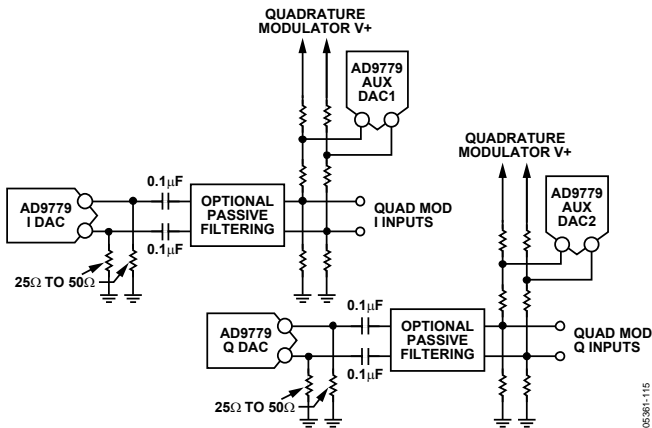 QUADRATURE
MODULATOR V+
AD9779
AUX
DAC1
0.1μF
AD9779
I DAC
OPTIONAL
PASSIVE
FILTERING
QUAD MOD
I INPUTS
0.1μF
25Ω TO 50Ω
QUADRATURE
MODULATOR V+
AD9779
AUX
DAC2
0.1μF
AD9779
Q DAC
OPTIONAL
PASSIVE
FILTERING
QUAD MOD
Q INPUTS
0.1μF
25Ω TO 50Ω
05361-115